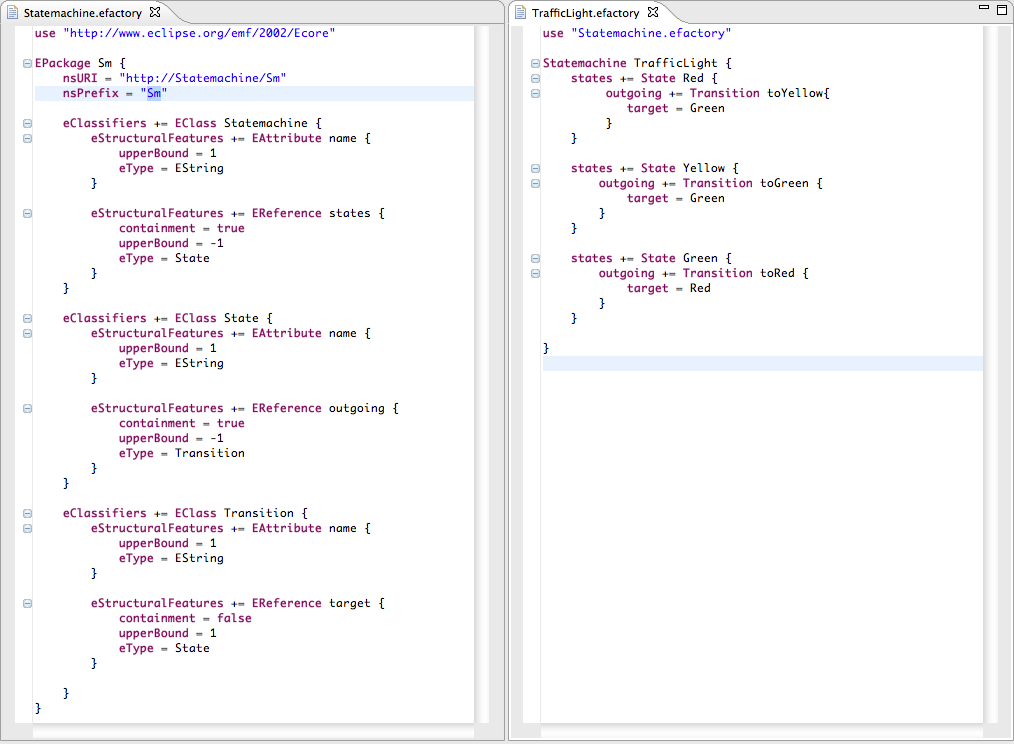 Statemachine.efactory
use "http://www.eclipse.org/emf/2002/Ecore"
EPackage Sm {
nsURI = "http://Statemachine/Sm"
nsPrefix = "Sm"
eClassifiers += EClass Statemachine {
eStructuralFeatures += EAttribute name {
upperBound = 1
eType = EString
}
eStructuralFeatures += EReference states {
containment = true
upperBound = -1
eType = State
}
}
eClassifiers += EClass State {
eStructuralFeatures += EAttribute name {
upperBound = 1
eType = EString
}
eStructuralFeatures += EReference outgoing {
containment = true
upperBound = -1
eType = Transition
}
}
eClassifiers += EClass Transition {
eStructuralFeatures += EAttribute name {
upperBound = 1
eType = EString
}
eStructuralFeatures += EReference target {
containment = false
upperBound = 1
eType = State
}
}
}
TrafficLight.efactory
use "Statemachine.efactory"
Statemachine TrafficLight {
states += State Red {
outgoing += Transition toYellow{
target = Green
}
}
states += State Yellow {
outgoing += Transition toGreen {
target = Green
}
}
states += State Green {
outgoing += Transition toRed {
target = Red
}
}
}